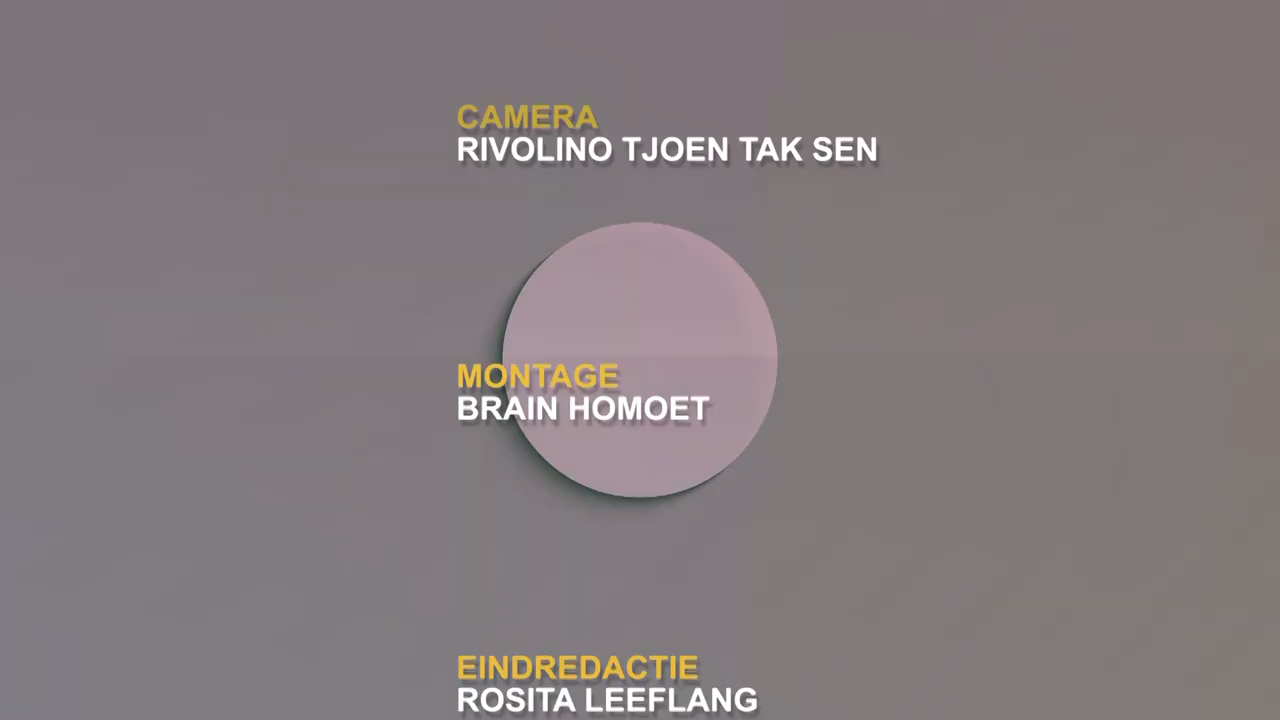 CAMERA
RIVOLINO TJOEN TAK SEN
MONTAGE
BRAIN HOMOET
EINDREDACTIE
ROSITA LEEFLANG